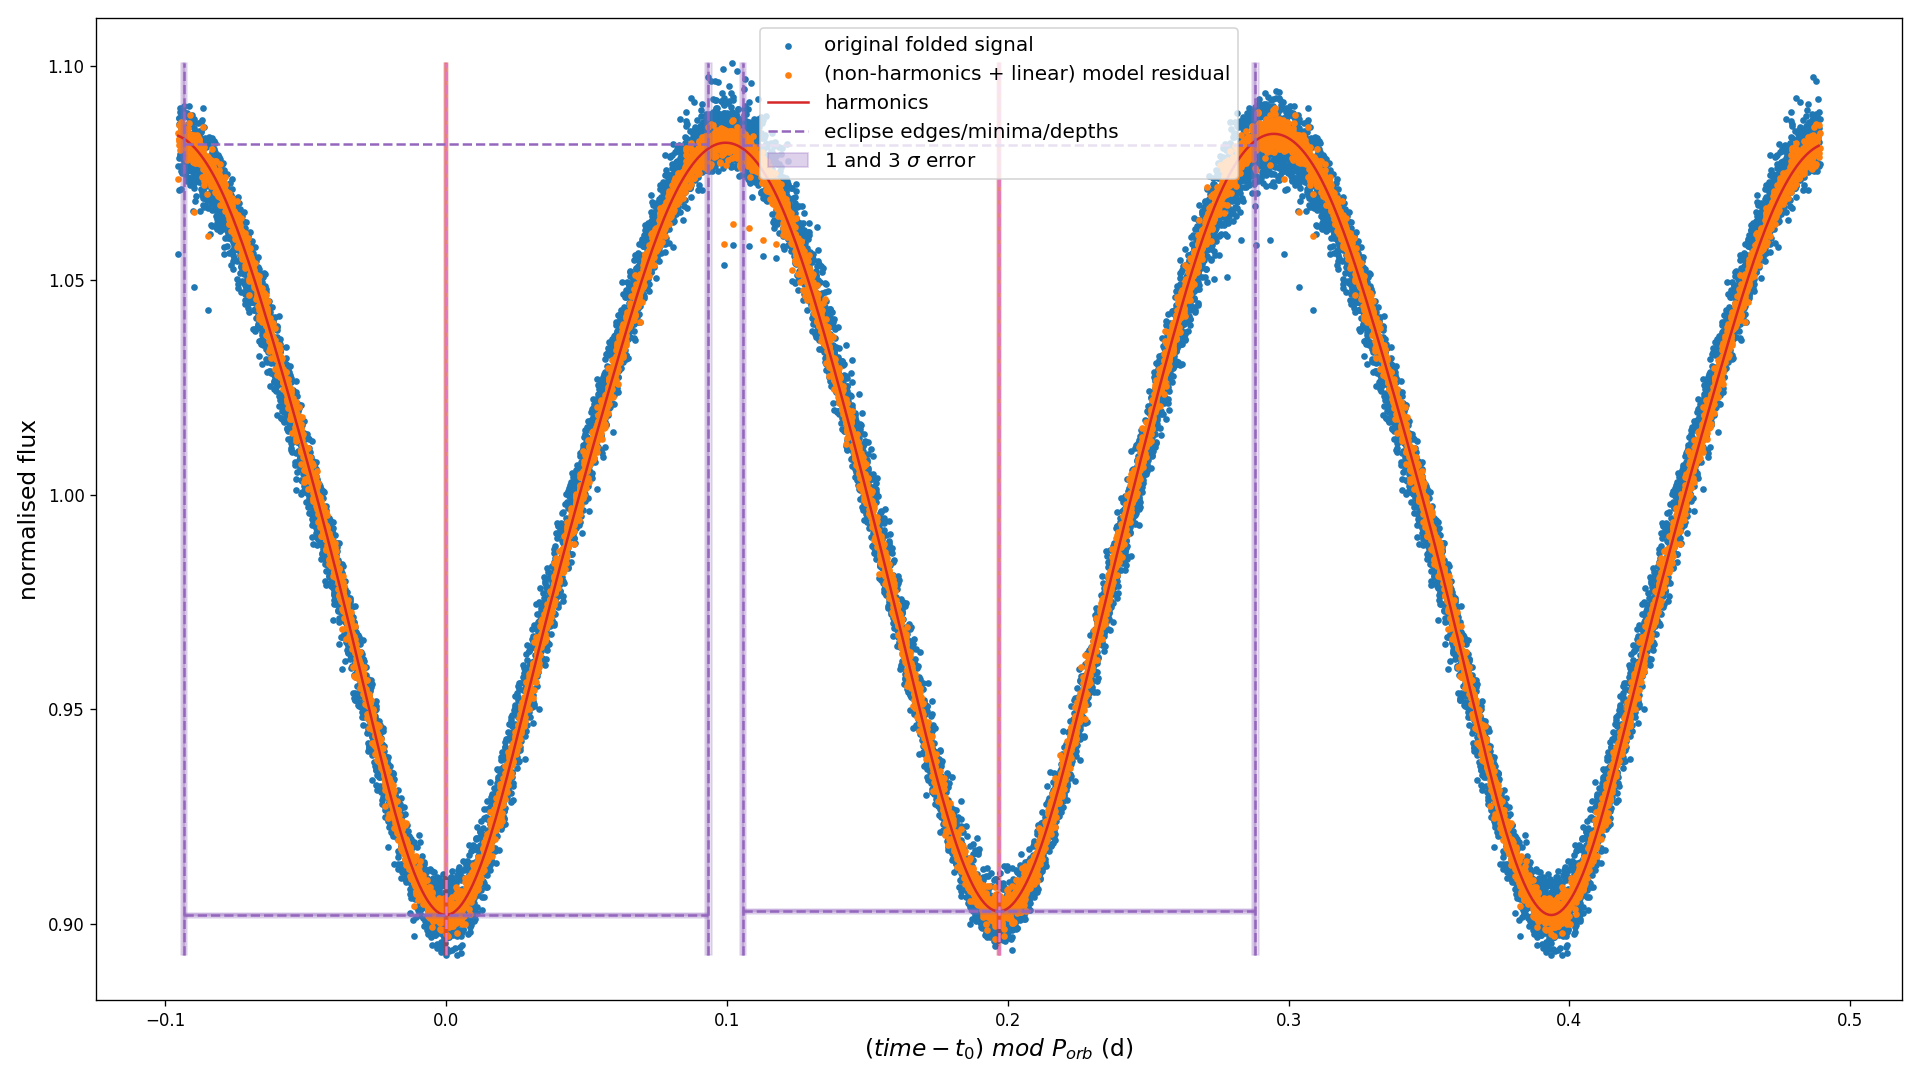 original folded signal
(non-harmonics + linear) model residual
harmonics
eclipse edges/minima/depths
1 and 3 σ error
normalised flux
1.10
1.05
1.00
0.95
0.90
−0.1 0.0 0.1 0.2 0.3 0.4 0.5
(time − t₀) mod P_orb (d)